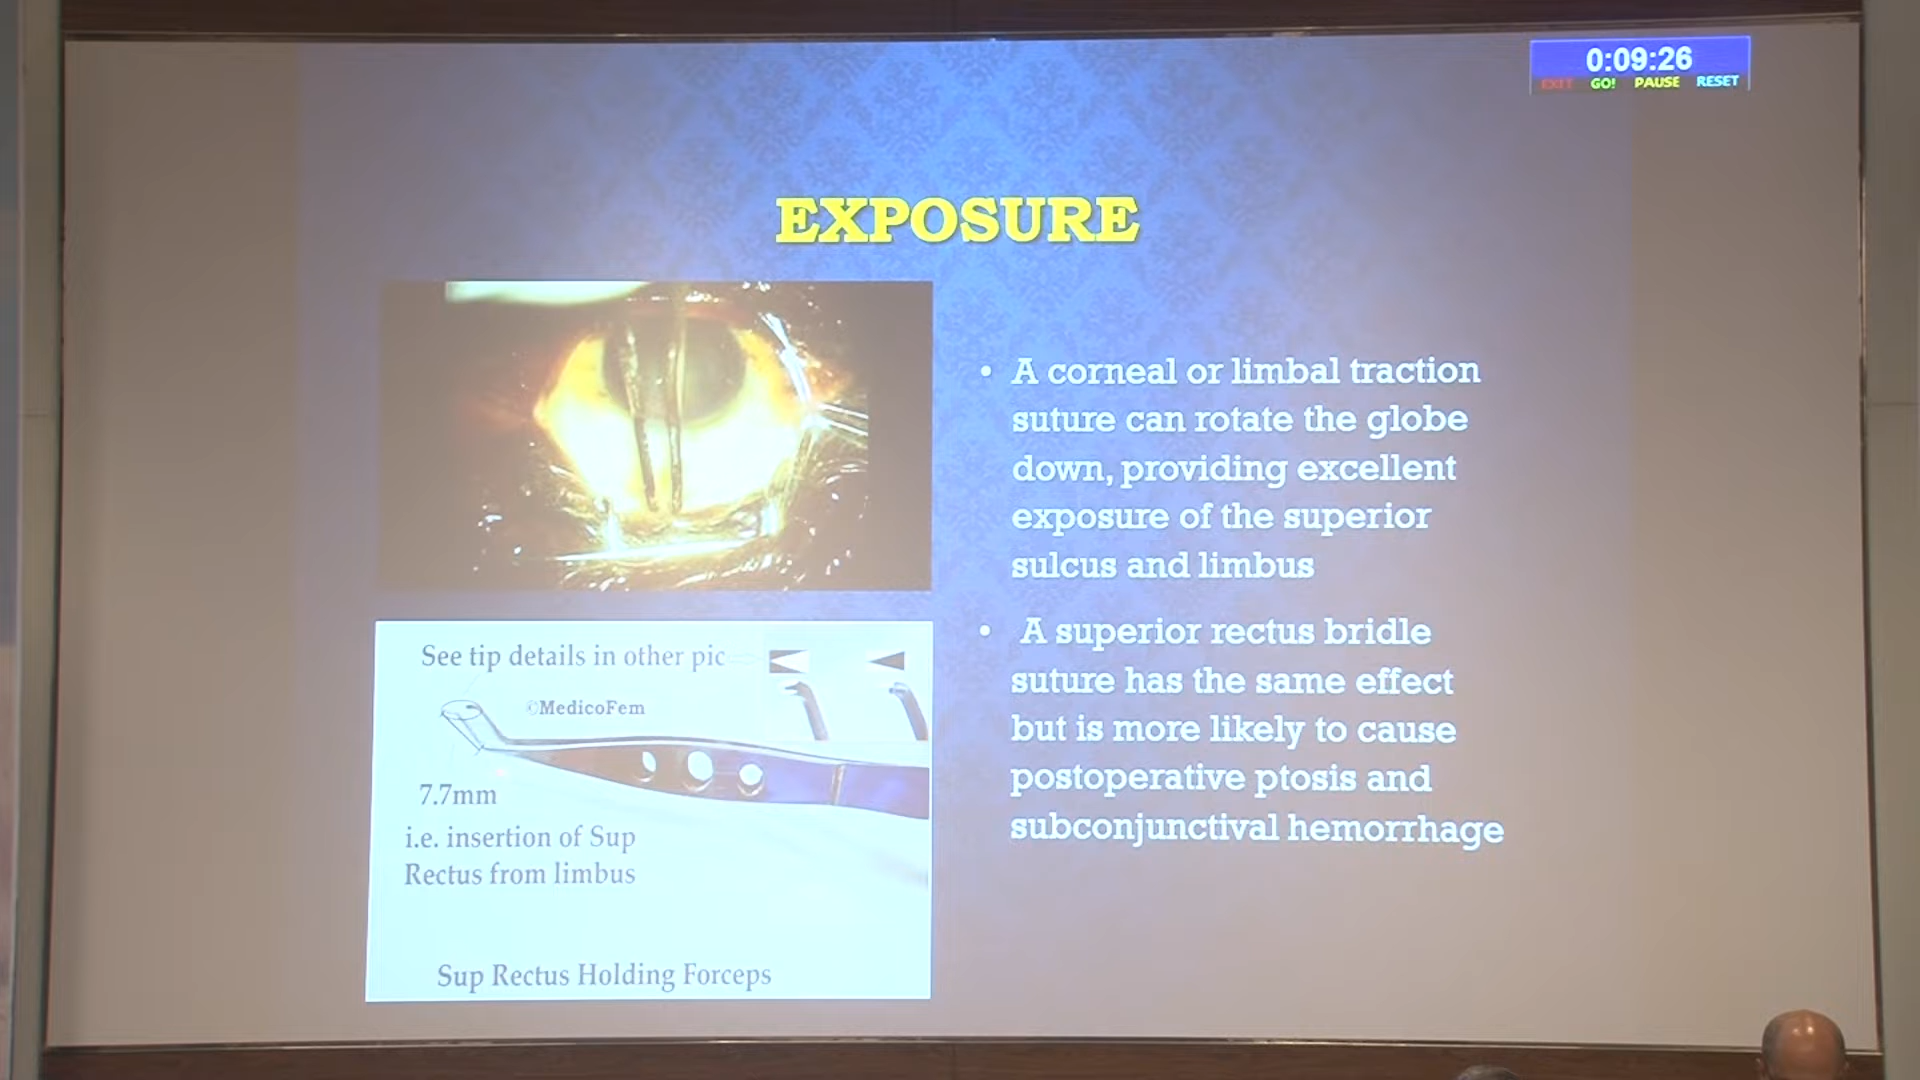 0:09:26
EXIT GO! PAUSE RESET
EXPOSURE
• A corneal or limbal traction
suture can rotate the globe
down, providing excellent
exposure of the superior
sulcus and limbus
• A superior rectus bridle
suture has the same effect
but is more likely to cause
postoperative ptosis and
subconjunctival hemorrhage
See tip details in other pic
©MedicoFem
7.7mm
i.e. insertion of Sup
Rectus from limbus
Sup Rectus Holding Forceps